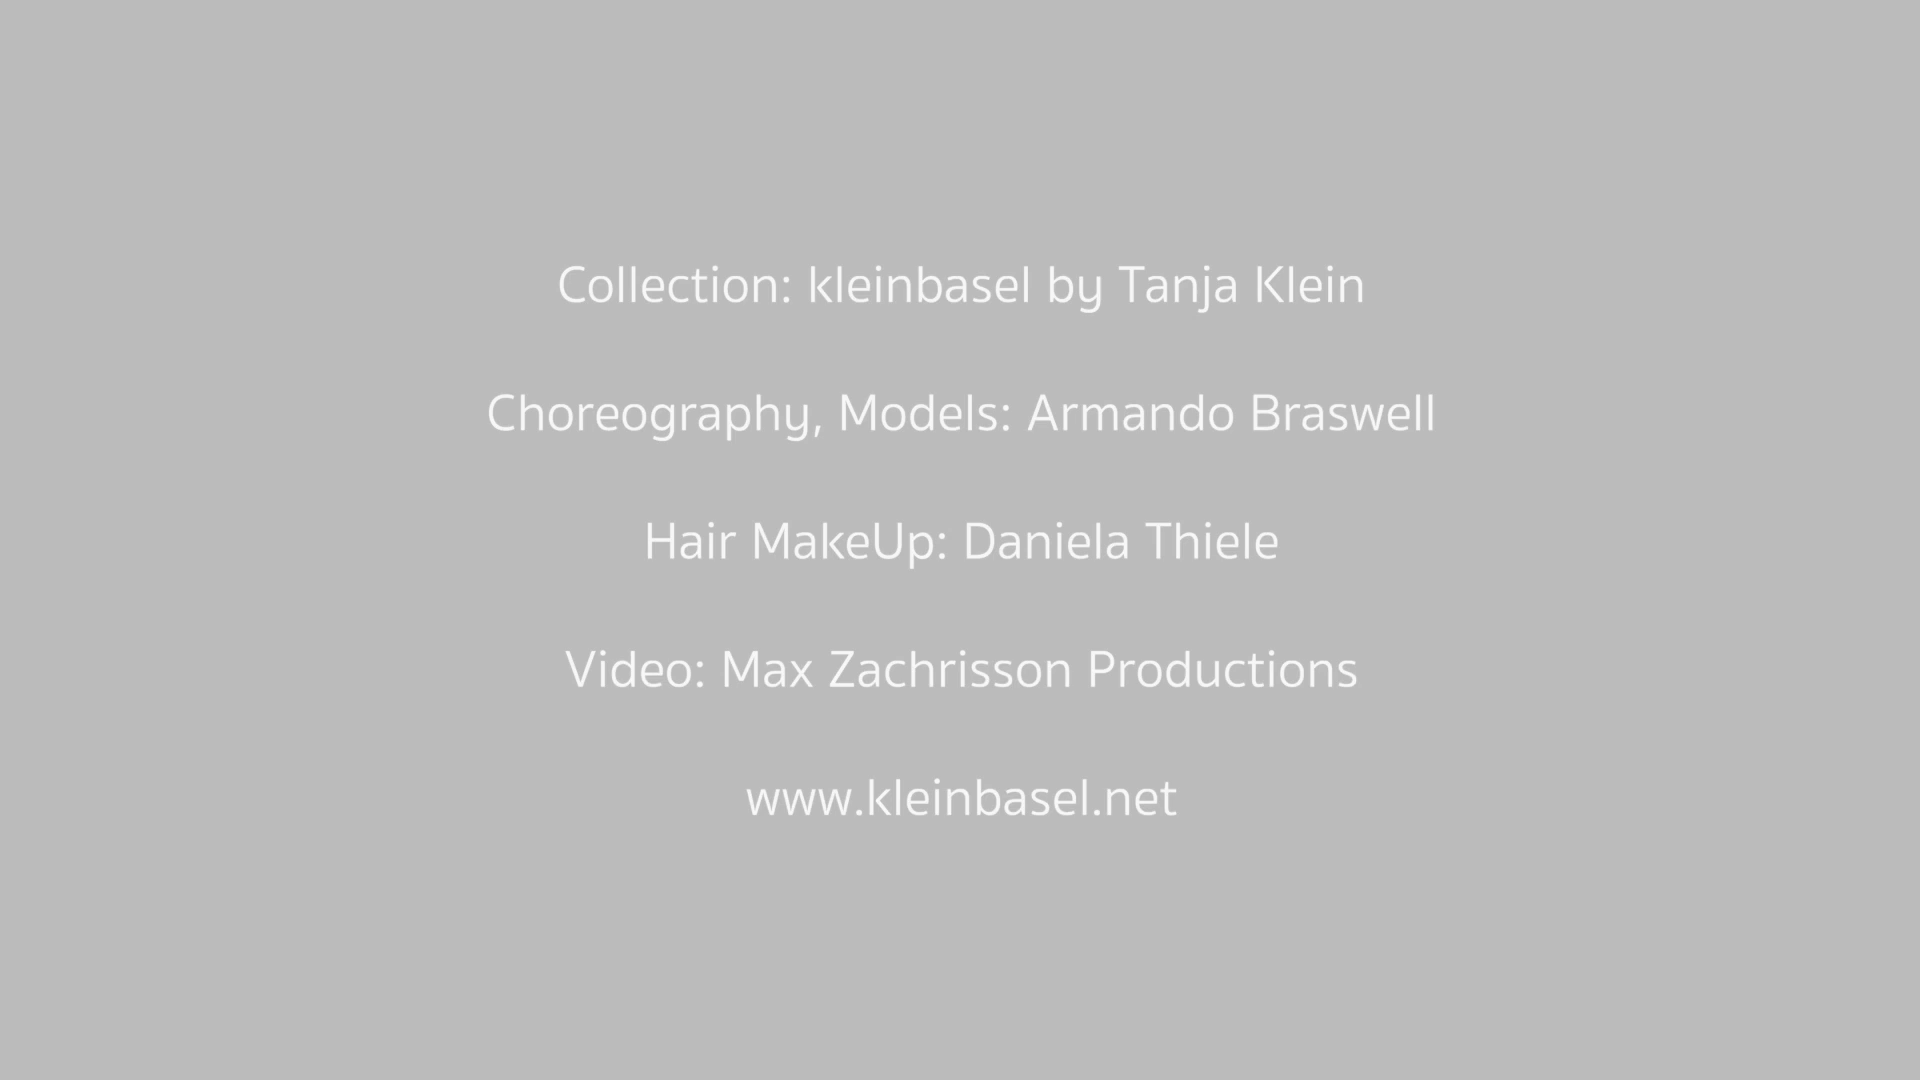 Collection: kleinbasel by Tanja Klein
Choreography, Models: Armando Braswell
Hair MakeUp: Daniela Thiele
Video: Max Zachrisson Productions
www.kleinbasel.net